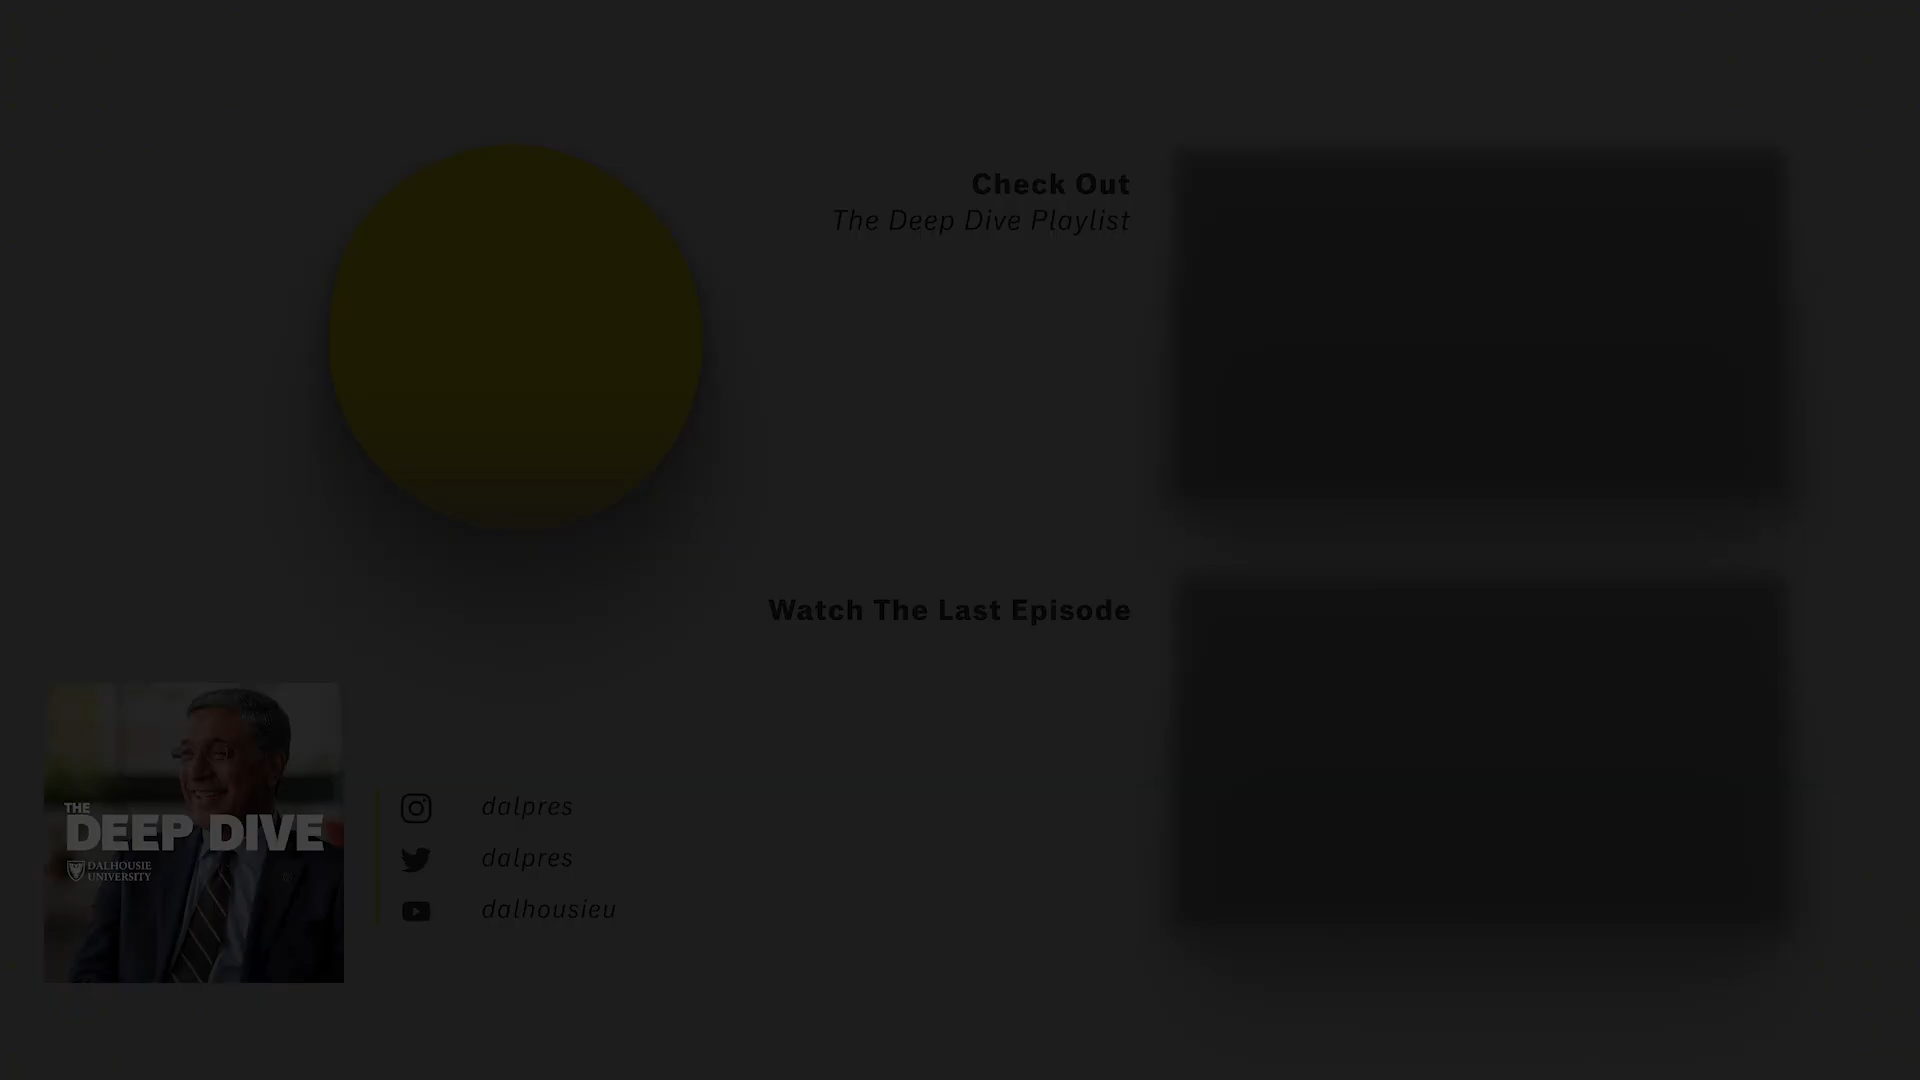 Check Out
The Deep Dive Playlist
Watch The Last Episode
THE
DEEP DIVE
DALHOUSIE
UNIVERSITY
dalpres
dalpres
dalhousieu